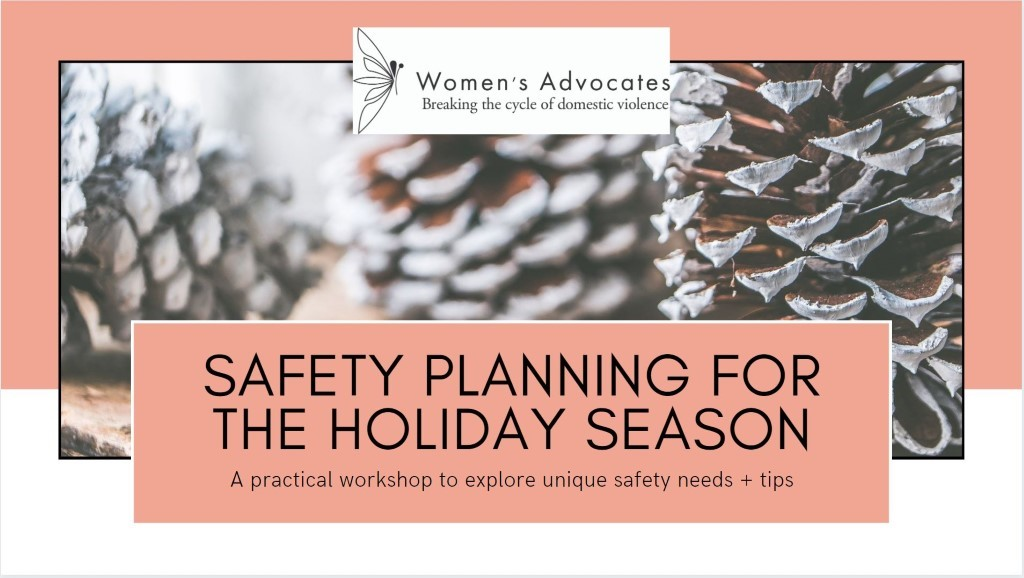 Women's Advocates
Breaking the cycle of domestic violence
SAFETY PLANNING FOR
THE HOLIDAY SEASON
A practical workshop to explore unique safety needs + tips